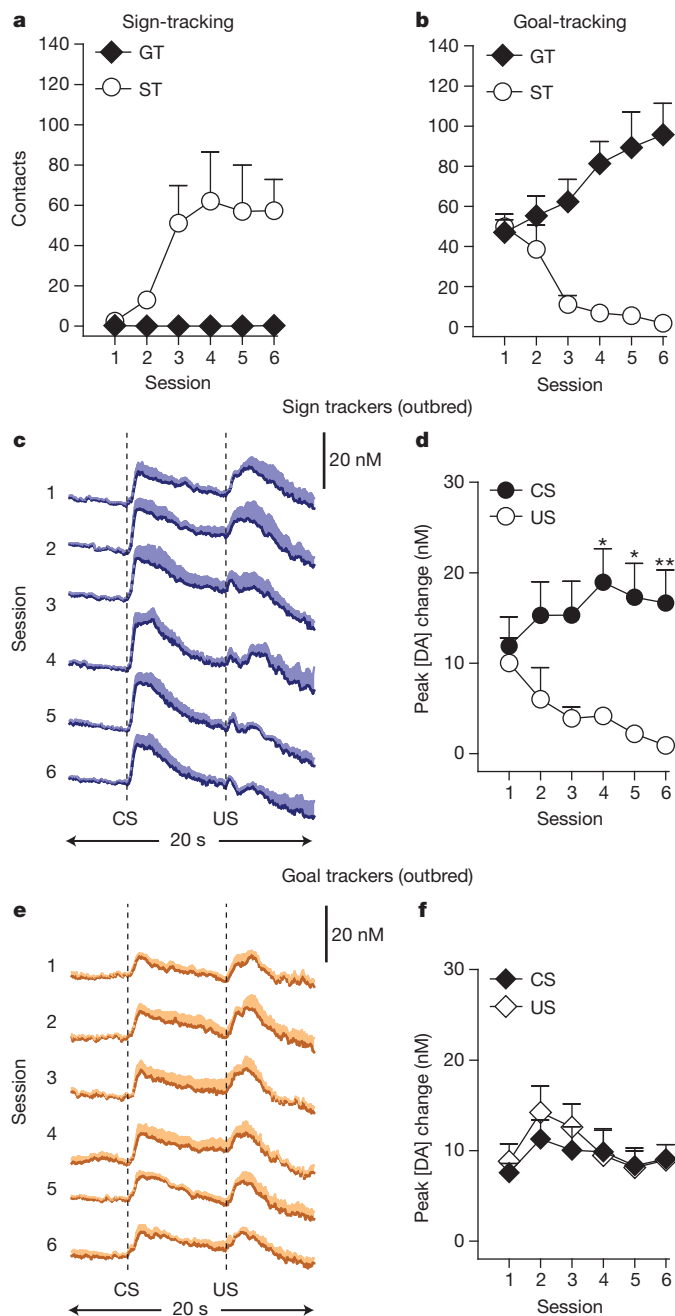 a Sign-tracking
GT
ST
140
120
100
80
60
40
20
0
Contacts
1 2 3 4 5 6
Session
b Goal-tracking
GT
ST
140
120
100
80
60
40
20
0
1 2 3 4 5 6
Session
Sign trackers (outbred)
c
20 nM
1
2
3
4
5
6
Session
CS US
20 s
d
CS
US
* * **
30
20
10
0
Peak [DA] change (nM)
1 2 3 4 5 6
Session
Goal trackers (outbred)
e
20 nM
1
2
3
4
5
6
Session
CS US
20 s
f
CS
US
30
20
10
0
Peak [DA] change (nM)
1 2 3 4 5 6
Session